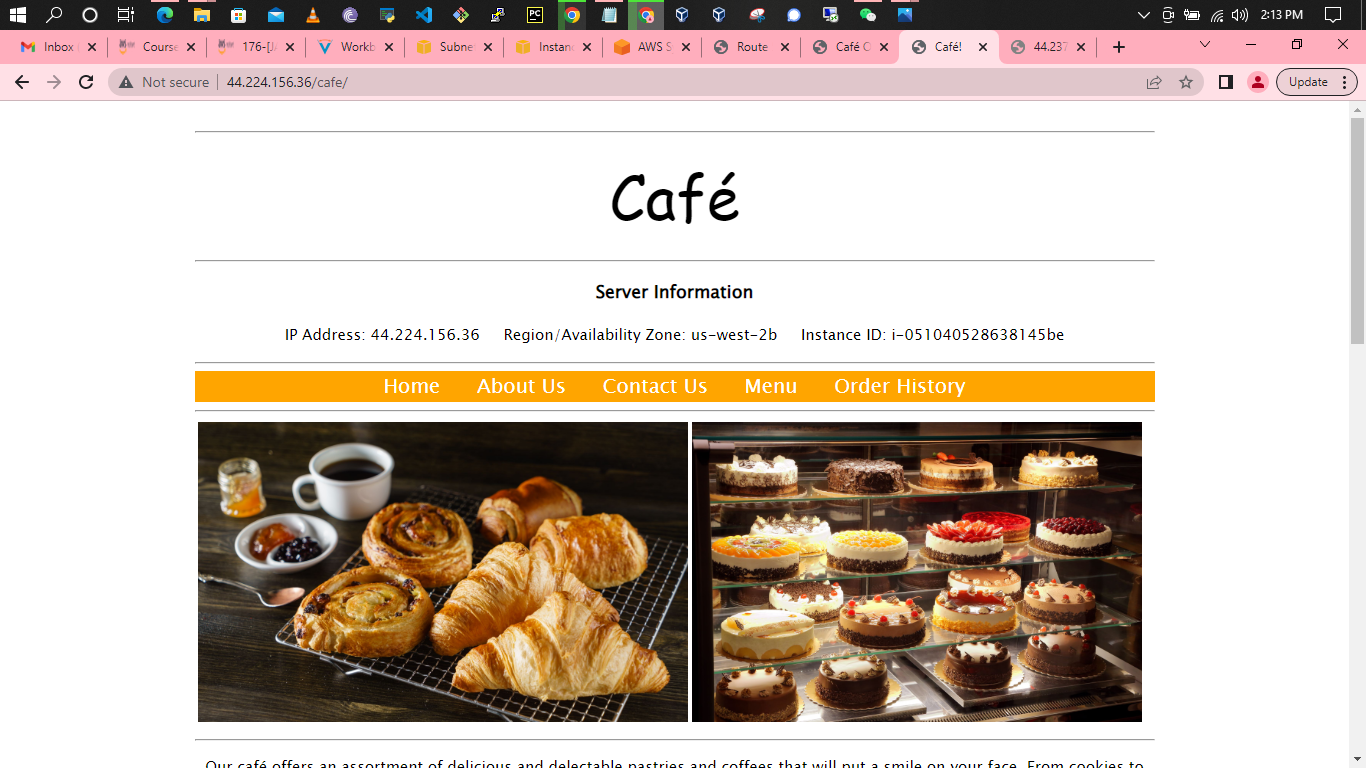 2:13 PM
Inbox
Course
176-[JA
Workb
Subne
Instan
AWS S
Route
Café O
Café!
44.237
Not secure
44.224.156.36/cafe/
Update
Café
Server Information
IP Address: 44.224.156.36 Region/Availability Zone: us-west-2b Instance ID: i-051040528638145be
Home About Us Contact Us Menu Order History
Our café offers an assortment of delicious and delectable pastries and coffees that will put a smile on your face. From cookies to